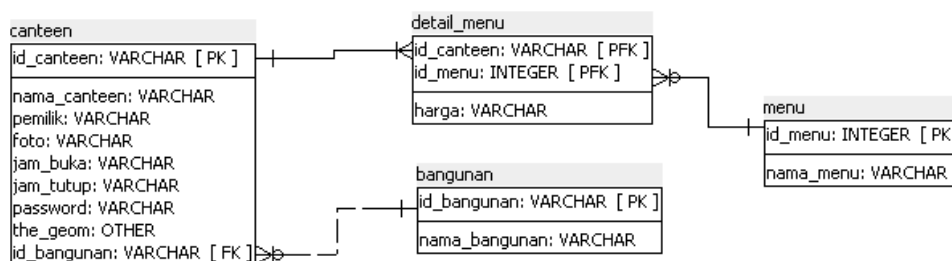 canteen
id_canteen: VARCHAR [ PK ]
nama_canteen: VARCHAR
pemilik: VARCHAR
foto: VARCHAR
jam_buka: VARCHAR
jam_tutup: VARCHAR
password: VARCHAR
the_geom: OTHER
id_bangunan: VARCHAR [ FK ]
detail_menu
id_canteen: VARCHAR [ PFK ]
id_menu: INTEGER [ PFK ]
harga: VARCHAR
menu
id_menu: INTEGER [ PK
nama_menu: VARCHAR
bangunan
id_bangunan: VARCHAR [ PK ]
nama_bangunan: VARCHAR